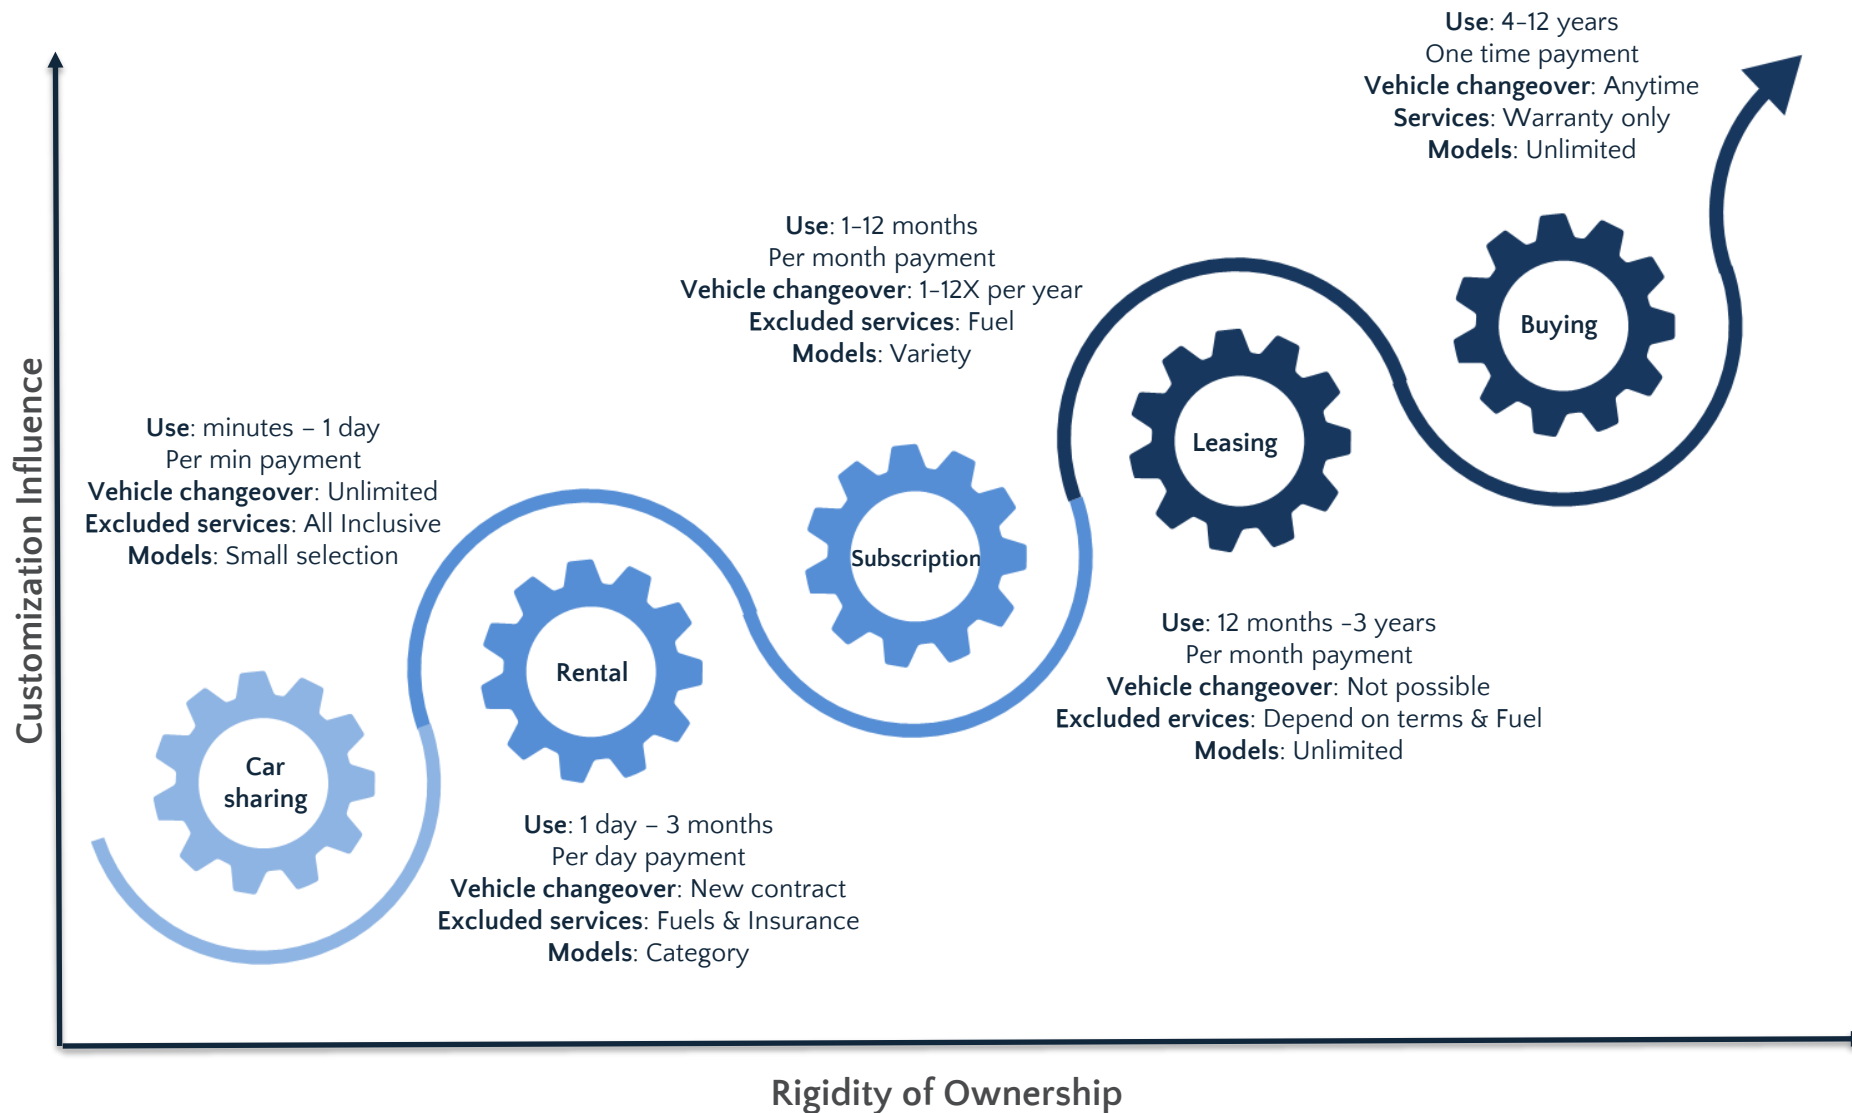 Use: 4-12 years
One time payment
Vehicle changeover: Anytime
Services: Warranty only
Models: Unlimited
Buying
Use: 1-12 months
Per month payment
Vehicle changeover: 1-12X per year
Excluded services: Fuel
Models: Variety
Subscription
Leasing
Use: 12 months -3 years
Per month payment
Vehicle changeover: Not possible
Excluded ervices: Depend on terms & Fuel
Models: Unlimited
Use: minutes – 1 day
Per min payment
Vehicle changeover: Unlimited
Excluded services: All Inclusive
Models: Small selection
Car
sharing
Rental
Use: 1 day – 3 months
Per day payment
Vehicle changeover: New contract
Excluded services: Fuels & Insurance
Models: Category
Customization Influence
Rigidity of Ownership